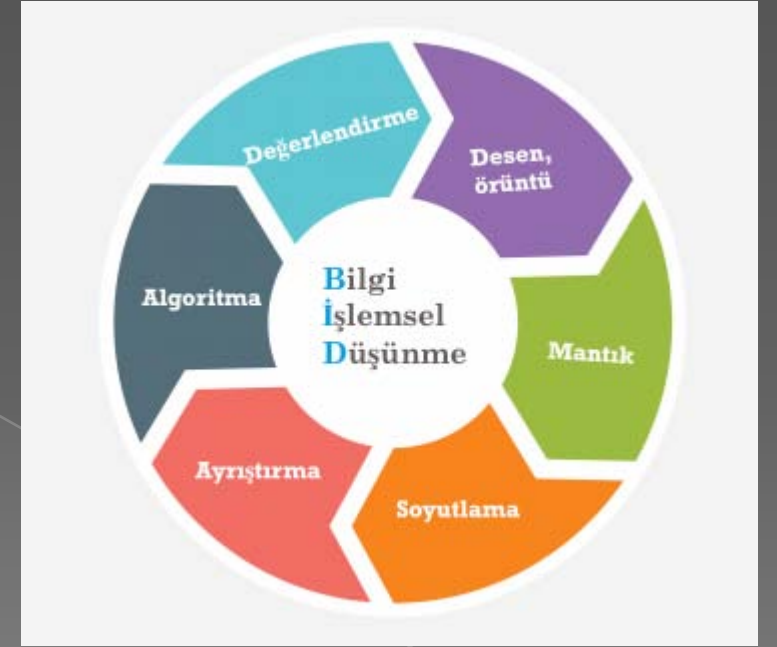 Değerlendirme
Desen,
örüntü
Algoritma
Bilgi
İşlemsel
Düşünme
Mantık
Ayrıştırma
Soyutlama